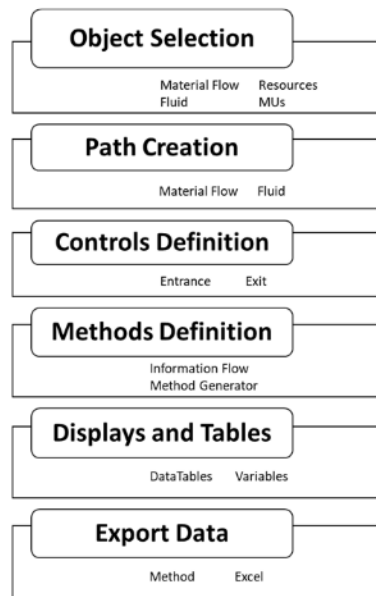 Object Selection
Material Flow Resources
Fluid MUs
Path Creation
Material Flow Fluid
Controls Definition
Entrance Exit
Methods Definition
Information Flow
Method Generator
Displays and Tables
DataTables Variables
Export Data
Method Excel